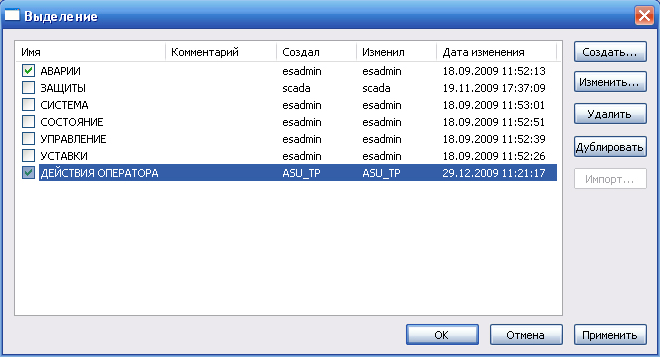 Выделение
Имя Комментарий Создал Изменил Дата изменения
АВАРИИ esadmin esadmin 18.09.2009 11:52:13
ЗАЩИТЫ scada scada 19.11.2009 17:37:09
СИСТЕМА esadmin esadmin 18.09.2009 11:53:01
СОСТОЯНИЕ esadmin esadmin 18.09.2009 11:52:51
УПРАВЛЕНИЕ esadmin esadmin 18.09.2009 11:52:39
УСТАВКИ esadmin esadmin 18.09.2009 11:52:26
ДЕЙСТВИЯ ОПЕРАТОРА ASU_TP ASU_TP 29.12.2009 11:21:17
Создать...
Изменить...
Удалить
Дублировать
Импорт...
OK Отмена Применить